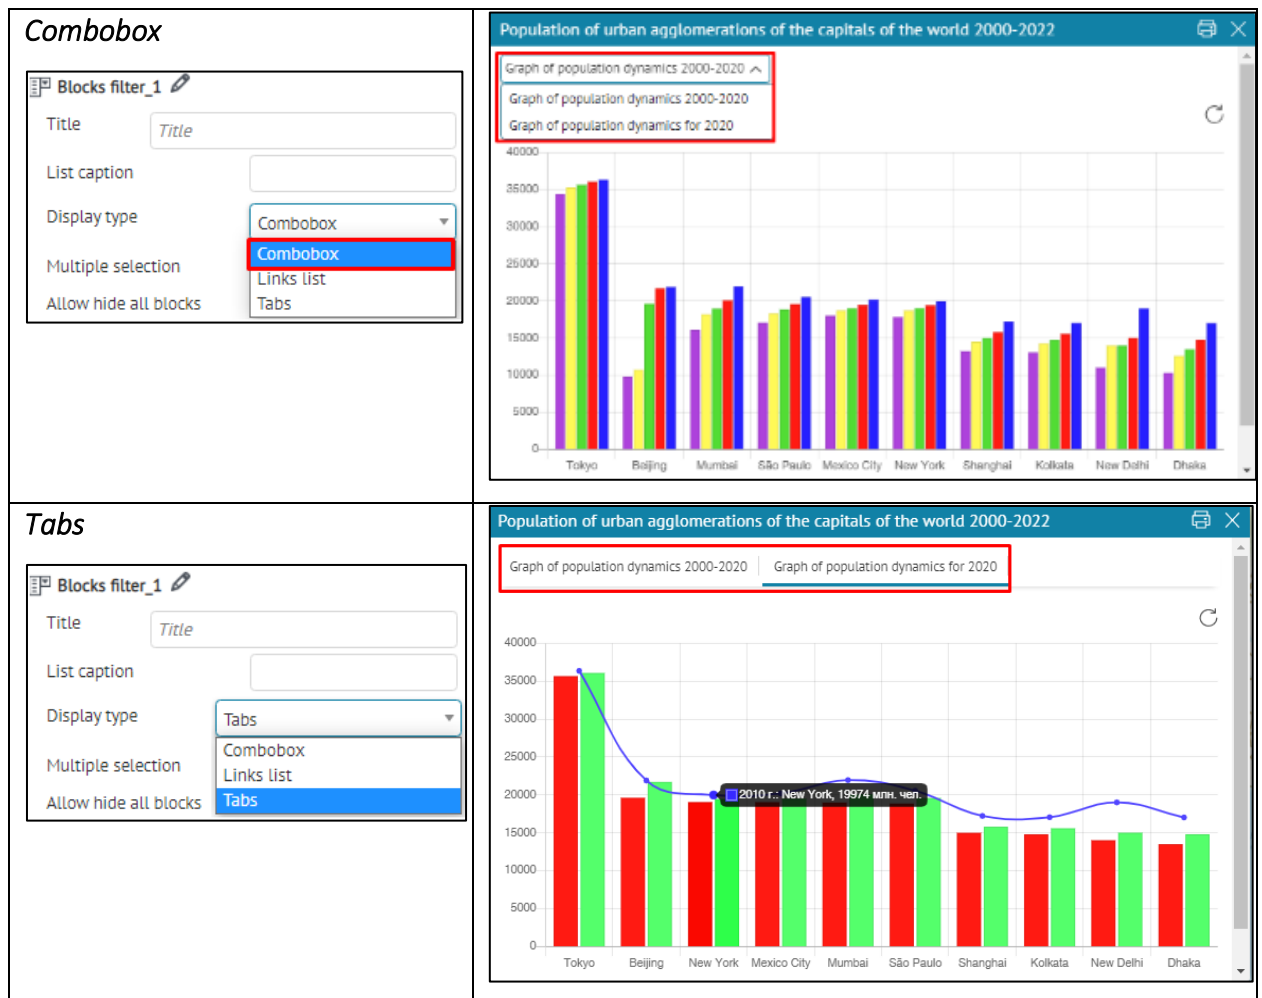 Combobox
Blocks filter_1
Title
Title
List caption
Display type
Combobox
Combobox
Multiple selection
Links list
Allow hide all blocks
Tabs
Population of urban agglomerations of the capitals of the world 2000-2022
Graph of population dynamics 2000-2020
Graph of population dynamics 2000-2020
Graph of population dynamics for 2020
40000
35000
30000
25000
20000
15000
10000
5000
0
Tokyo Beijing Mumbai São Paulo Mexico City New York Shanghai Kolkata New Delhi Dhaka
Tabs
Blocks filter_1
Title
Title
List caption
Display type
Tabs
Combobox
Multiple selection
Links list
Allow hide all blocks
Tabs
Population of urban agglomerations of the capitals of the world 2000-2022
Graph of population dynamics 2000-2020 Graph of population dynamics for 2020
40000
35000
30000
25000
20000
2010 г.: New York, 19974 млн. чел.
15000
10000
5000
0
Tokyo Beijing New York Mexico City Mumbai São Paulo Shanghai Kolkata New Delhi Dhaka